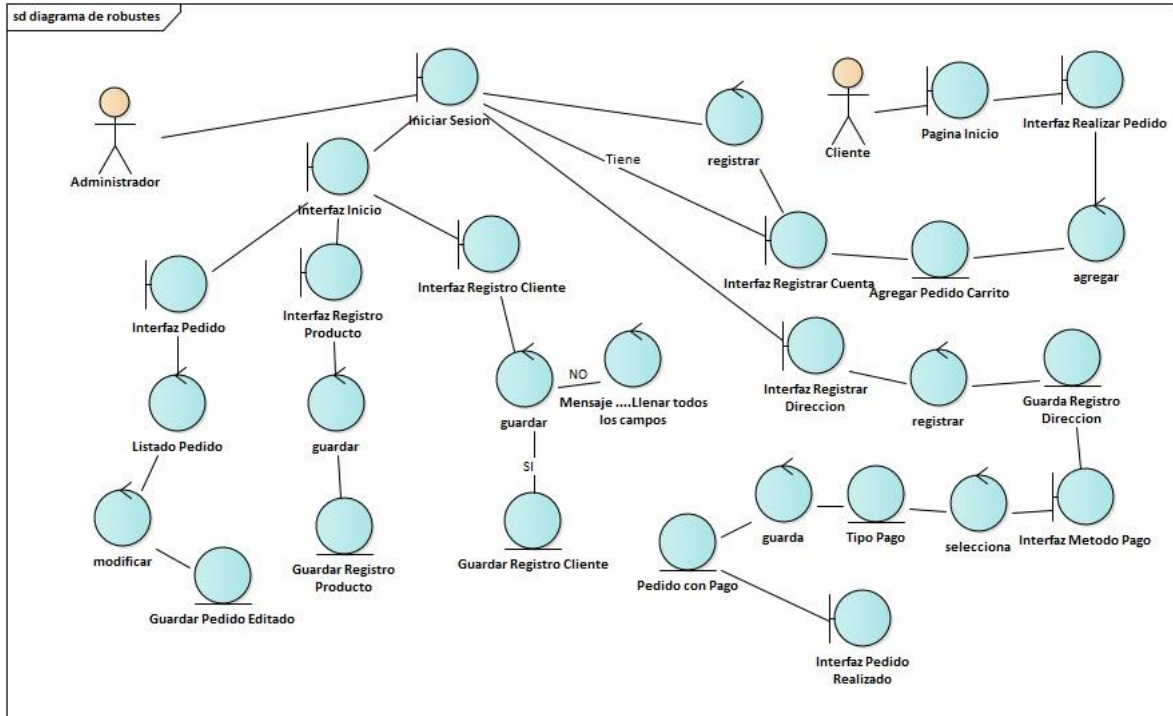 sd diagrama de robustes
Administrador
Iniciar Sesion
registrar
Cliente
Pagina Inicio
Interfaz Realizar Pedido
Tiene
Interfaz Inicio
Interfaz Registro Cliente
Interfaz Registrar Cuenta
Agregar Pedido Carrito
agregar
Interfaz Pedido
Interfaz Registro
Producto
Interfaz Registrar
Direccion
registrar
Guarda Registro
Direccion
Listado Pedido
guardar
guardar
NO
Mensaje ....Llenar todos
los campos
SI
modificar
Guardar Pedido Editado
Guardar Registro
Producto
Guardar Registro Cliente
Pedido con Pago
guarda
Tipo Pago
selecciona
Interfaz Metodo Pago
Interfaz Pedido
Realizado